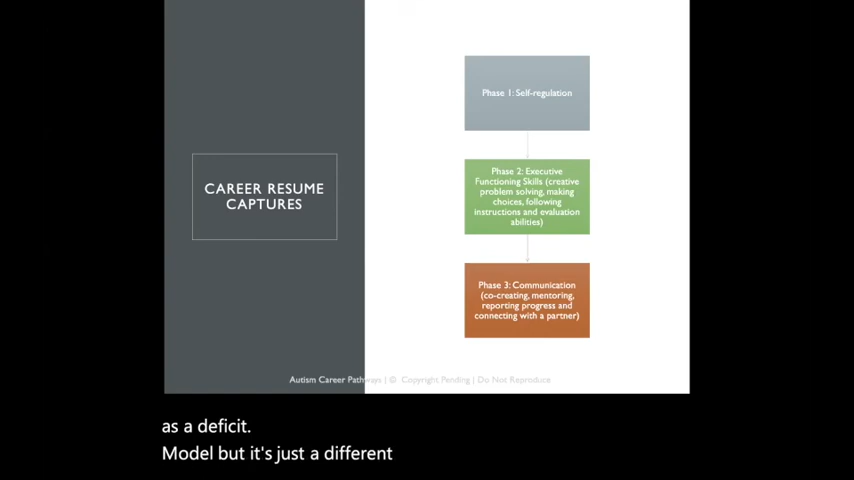 CAREER RESUME
CAPTURES
Phase 1: Self-regulation
Phase 2: Executive
Functioning Skills (creative
problem solving, making
choices, following
instructions and evaluation
abilities)
Phase 3: Communication
(co-creating, mentoring,
reporting progress and
connecting with a partner)
Autism Career Pathways | © Copyright Pending | Do Not Reproduce
as a deficit.
Model but it's just a different